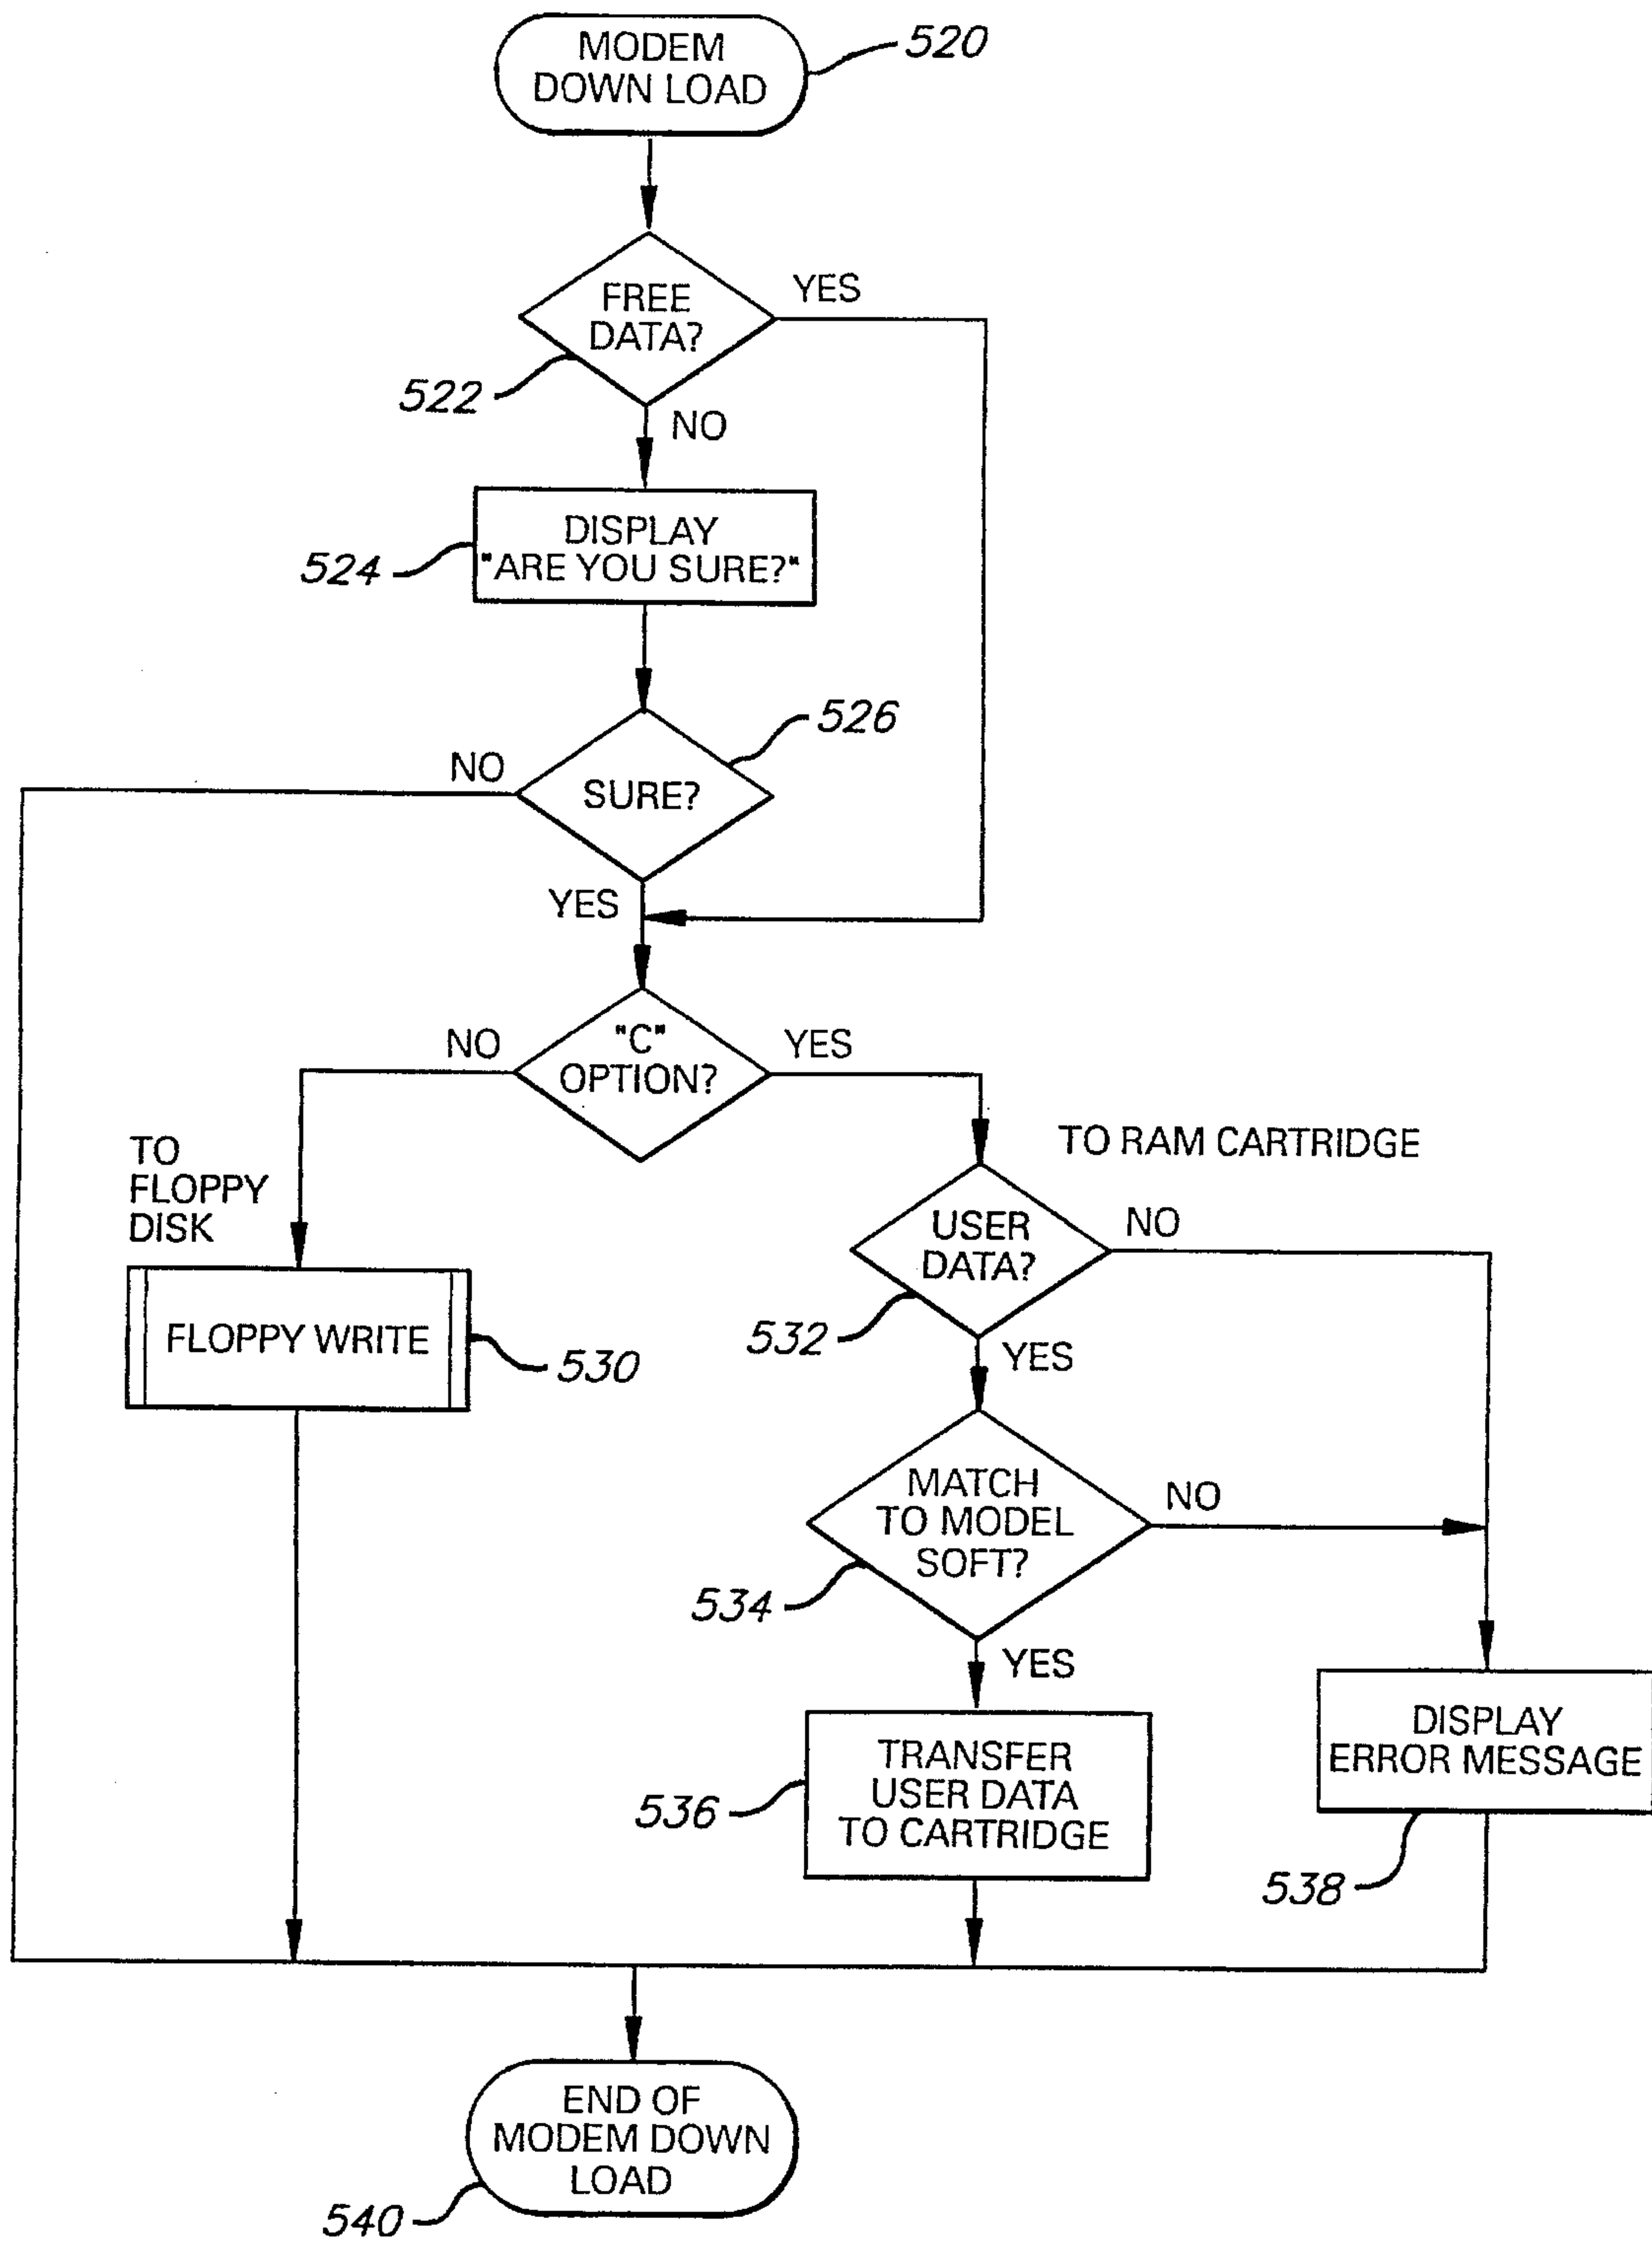 MODEM
DOWN LOAD
520
FREE
DATA?
YES
522
NO
DISPLAY
"ARE YOU SURE?"
524
526
NO
SURE?
YES
"C"
OPTION?
NO
YES
TO
FLOPPY
DISK
TO RAM CARTRIDGE
USER
DATA?
NO
FLOPPY WRITE
530
532
YES
MATCH
TO MODEL
SOFT?
NO
534
YES
TRANSFER
USER DATA
TO CARTRIDGE
536
DISPLAY
ERROR MESSAGE
538
END OF
MODEM DOWN
LOAD
540